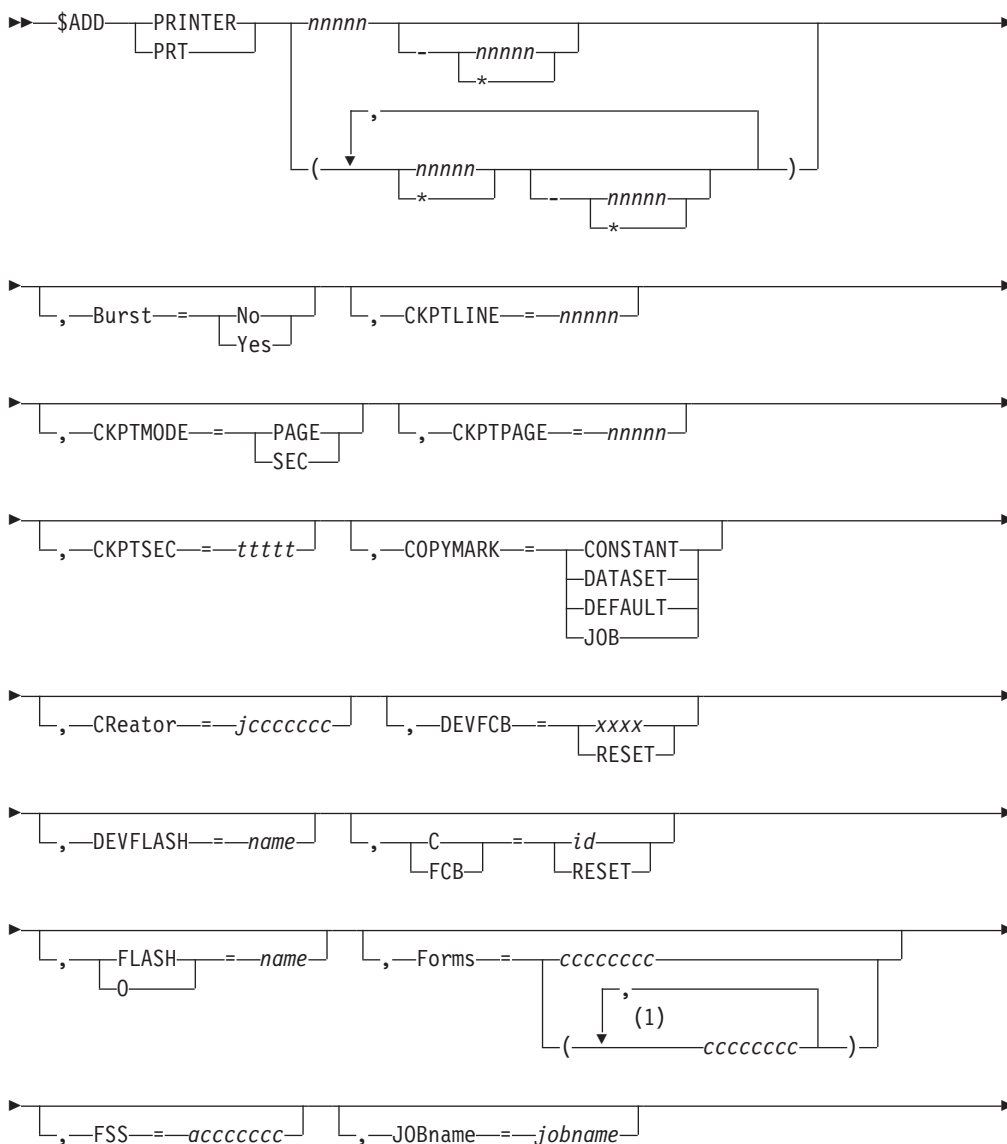 $ADD PRINTER nnnnn
PRT - nnnnn
*
,
( nnnnn )
* - nnnnn
*
, Burst = No , CKPTLINE = nnnnn
Yes
, CKPTMODE = PAGE , CKPTPAGE = nnnnn
SEC
, CKPTSEC = ttttt , COPYMARK = CONSTANT
DATASET
DEFAULT
JOB
, CReator = jccccccc , DEVFCB = xxxx
RESET
, DEVFLASH = name , C = id
FCB RESET
, FLASH = name , Forms = cccccccc
O ,
(1)
( cccccccc )
, FSS = accccccc , JOBname = jobname